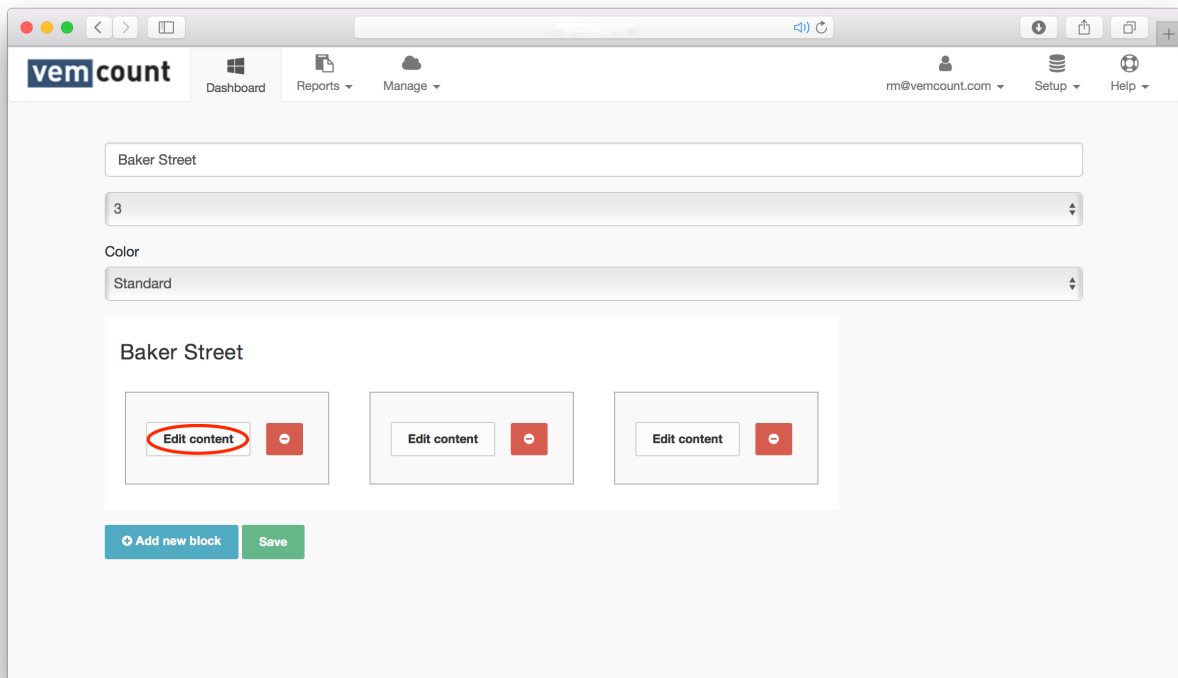 vemcount
Dashboard
Reports
Manage
rm@vemcount.com
Setup
Help
Baker Street
3
Color
Standard
Baker Street
Edit content
Edit content
Edit content
Add new block
Save